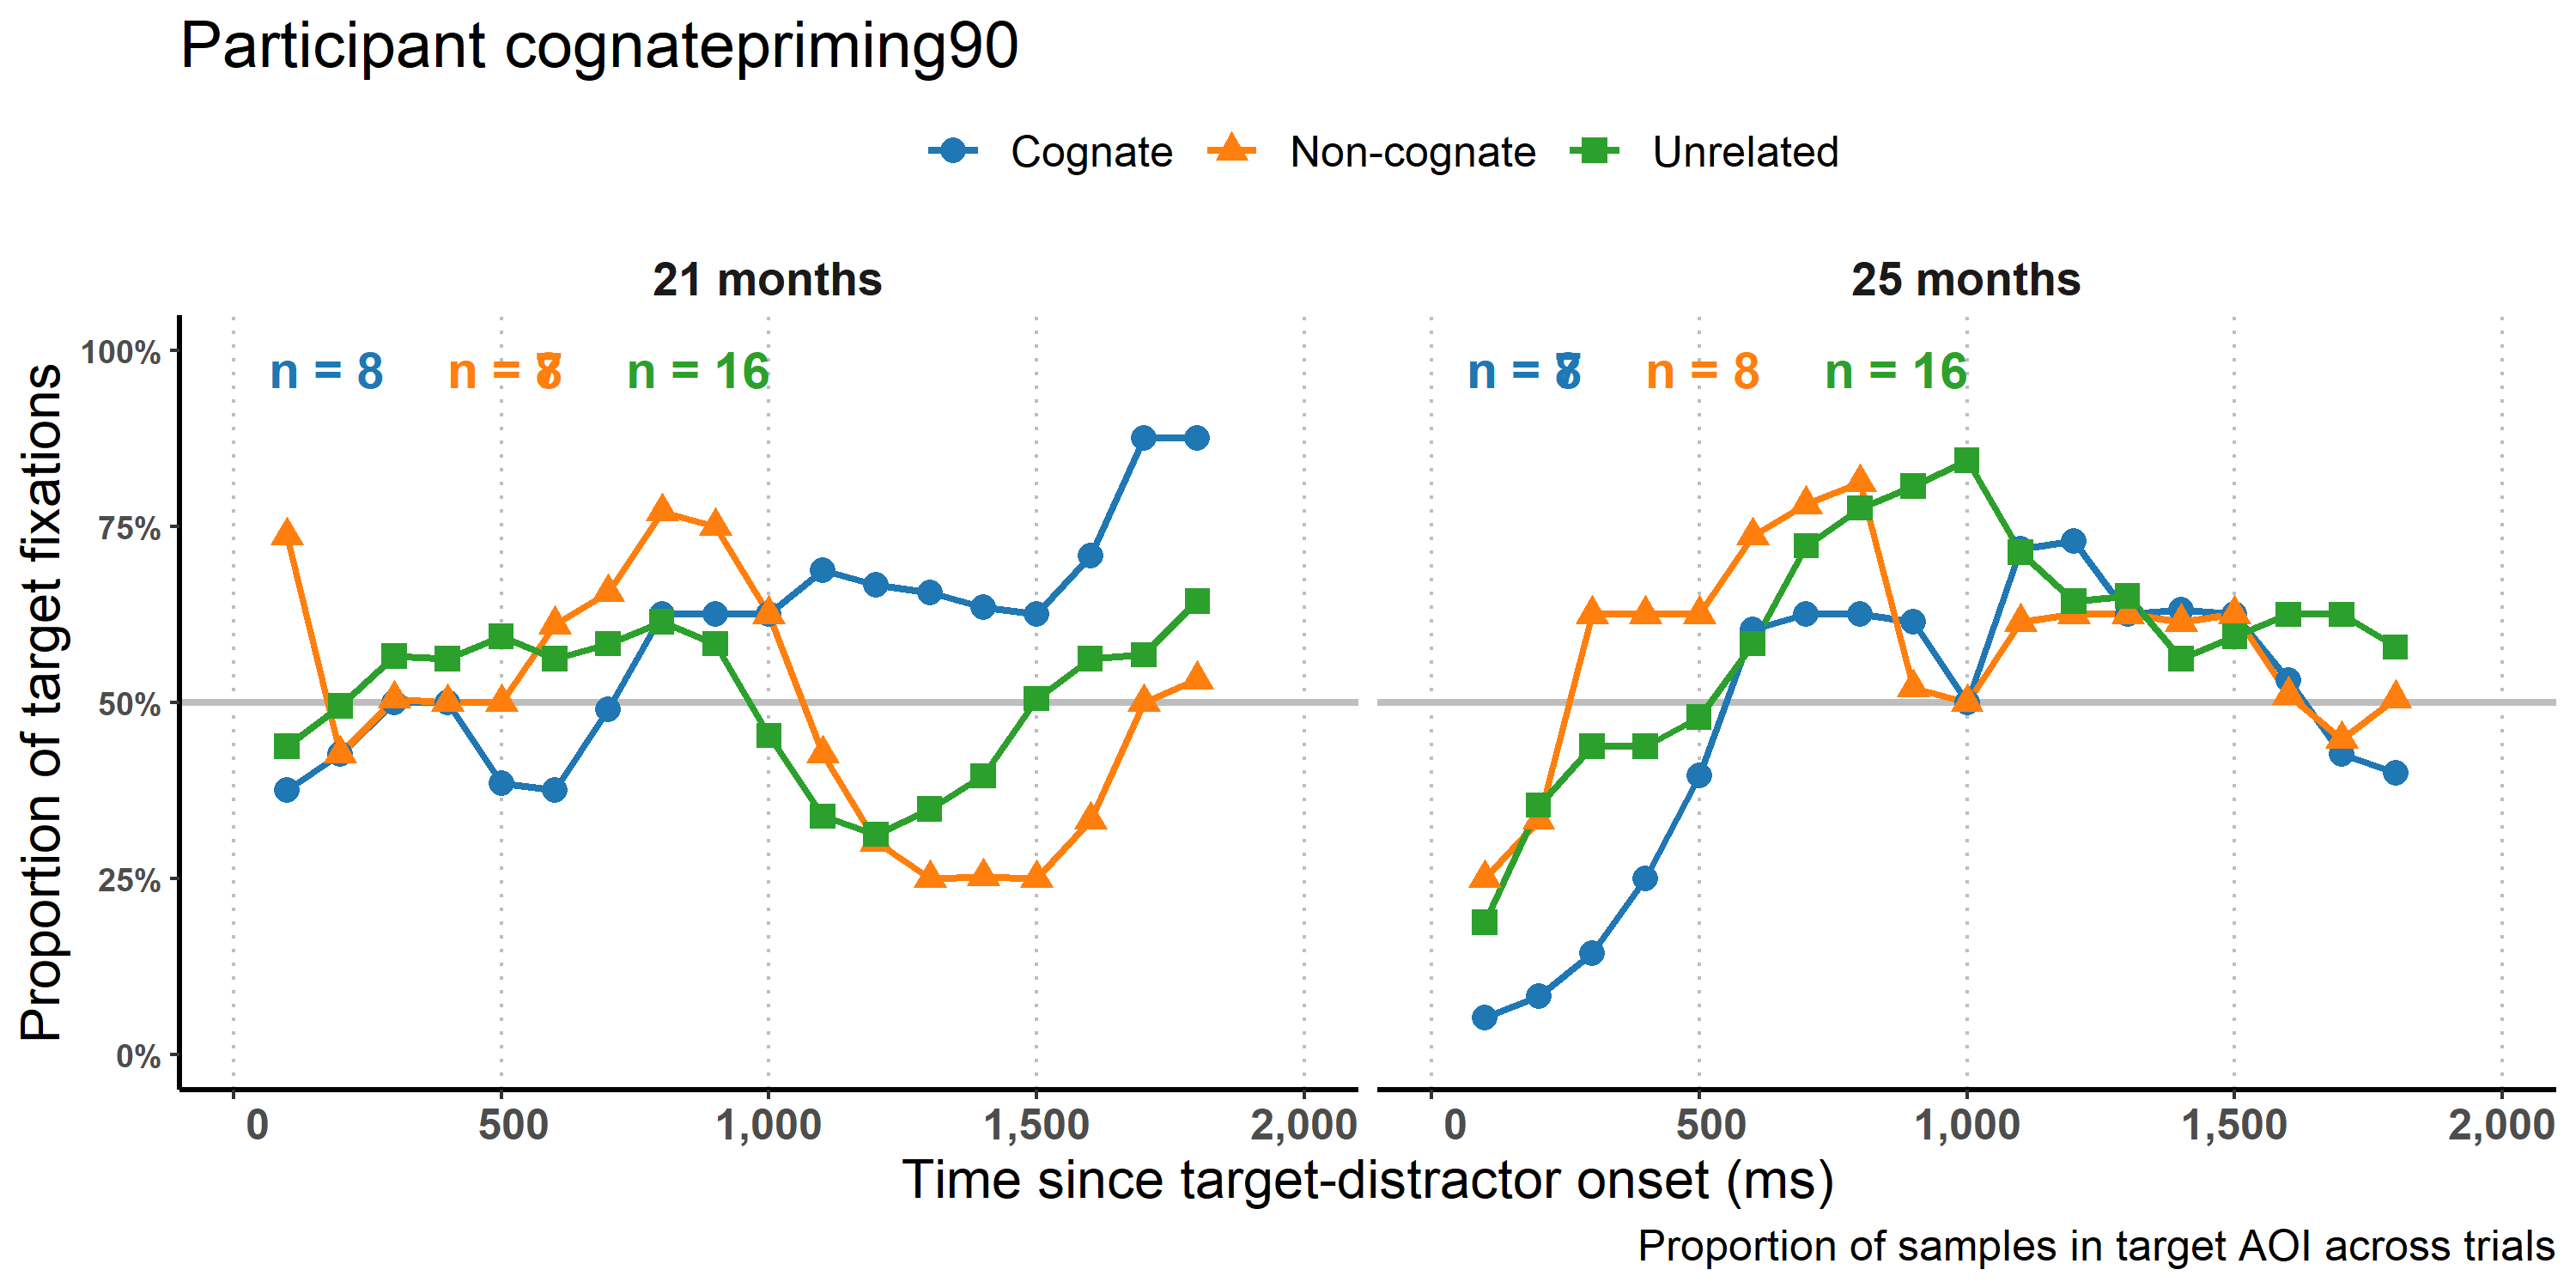 Participant cognatepriming90
Cognate Non-cognate Unrelated
21 months 25 months
n = 8 n = n = 16 n = n = 8 n = 16
Proportion of target fixations
100%
75%
50%
25%
0%
0 500 1,000 1,500 2,000 0 500 1,000 1,500 2,000
Time since target-distractor onset (ms)
Proportion of samples in target AOI across trials